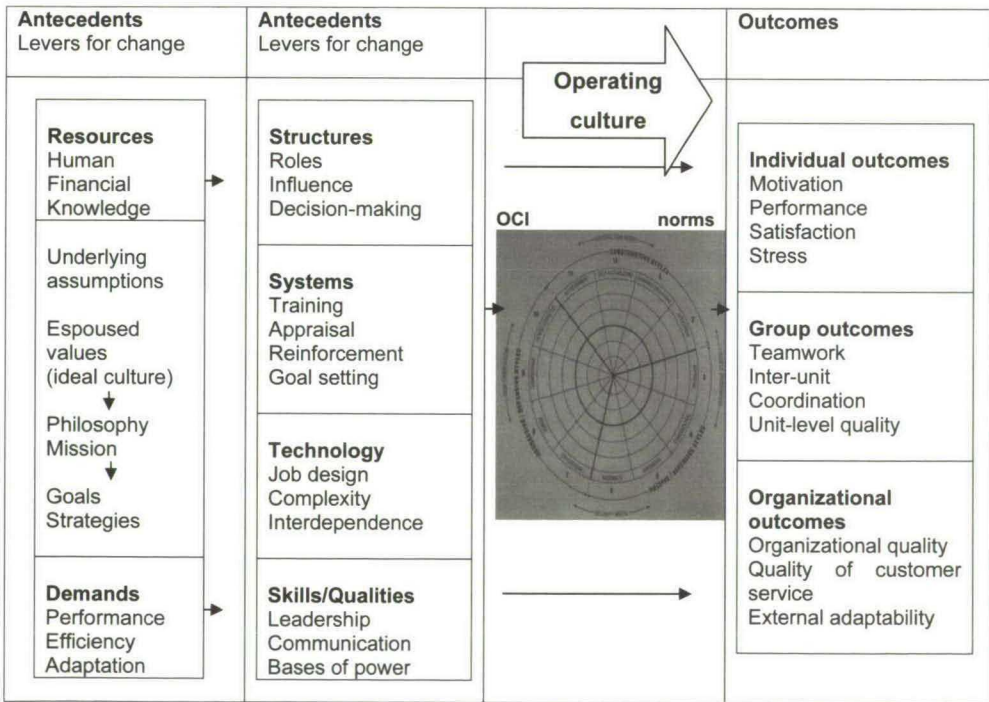 Antecedents
Levers for change
Resources
Human
Financial
Knowledge
Underlying
assumptions
Espoused
values
(ideal culture)
Philosophy
Mission
Goals
Strategies
Demands
Performance
Efficiency
Adaptation
Antecedents
Levers for change
Structures
Roles
Influence
Decision-making
Systems
Training
Appraisal
Reinforcement
Goal setting
Technology
Job design
Complexity
Interdependence
Skills/Qualities
Leadership
Communication
Bases of power
Operating
culture
OCI norms
CONSTRUCTIVE STYLES
Outcomes
Individual outcomes
Motivation
Performance
Satisfaction
Stress
Group outcomes
Teamwork
Inter-unit
Coordination
Unit-level quality
Organizational
outcomes
Organizational quality
Quality of customer
service
External adaptability